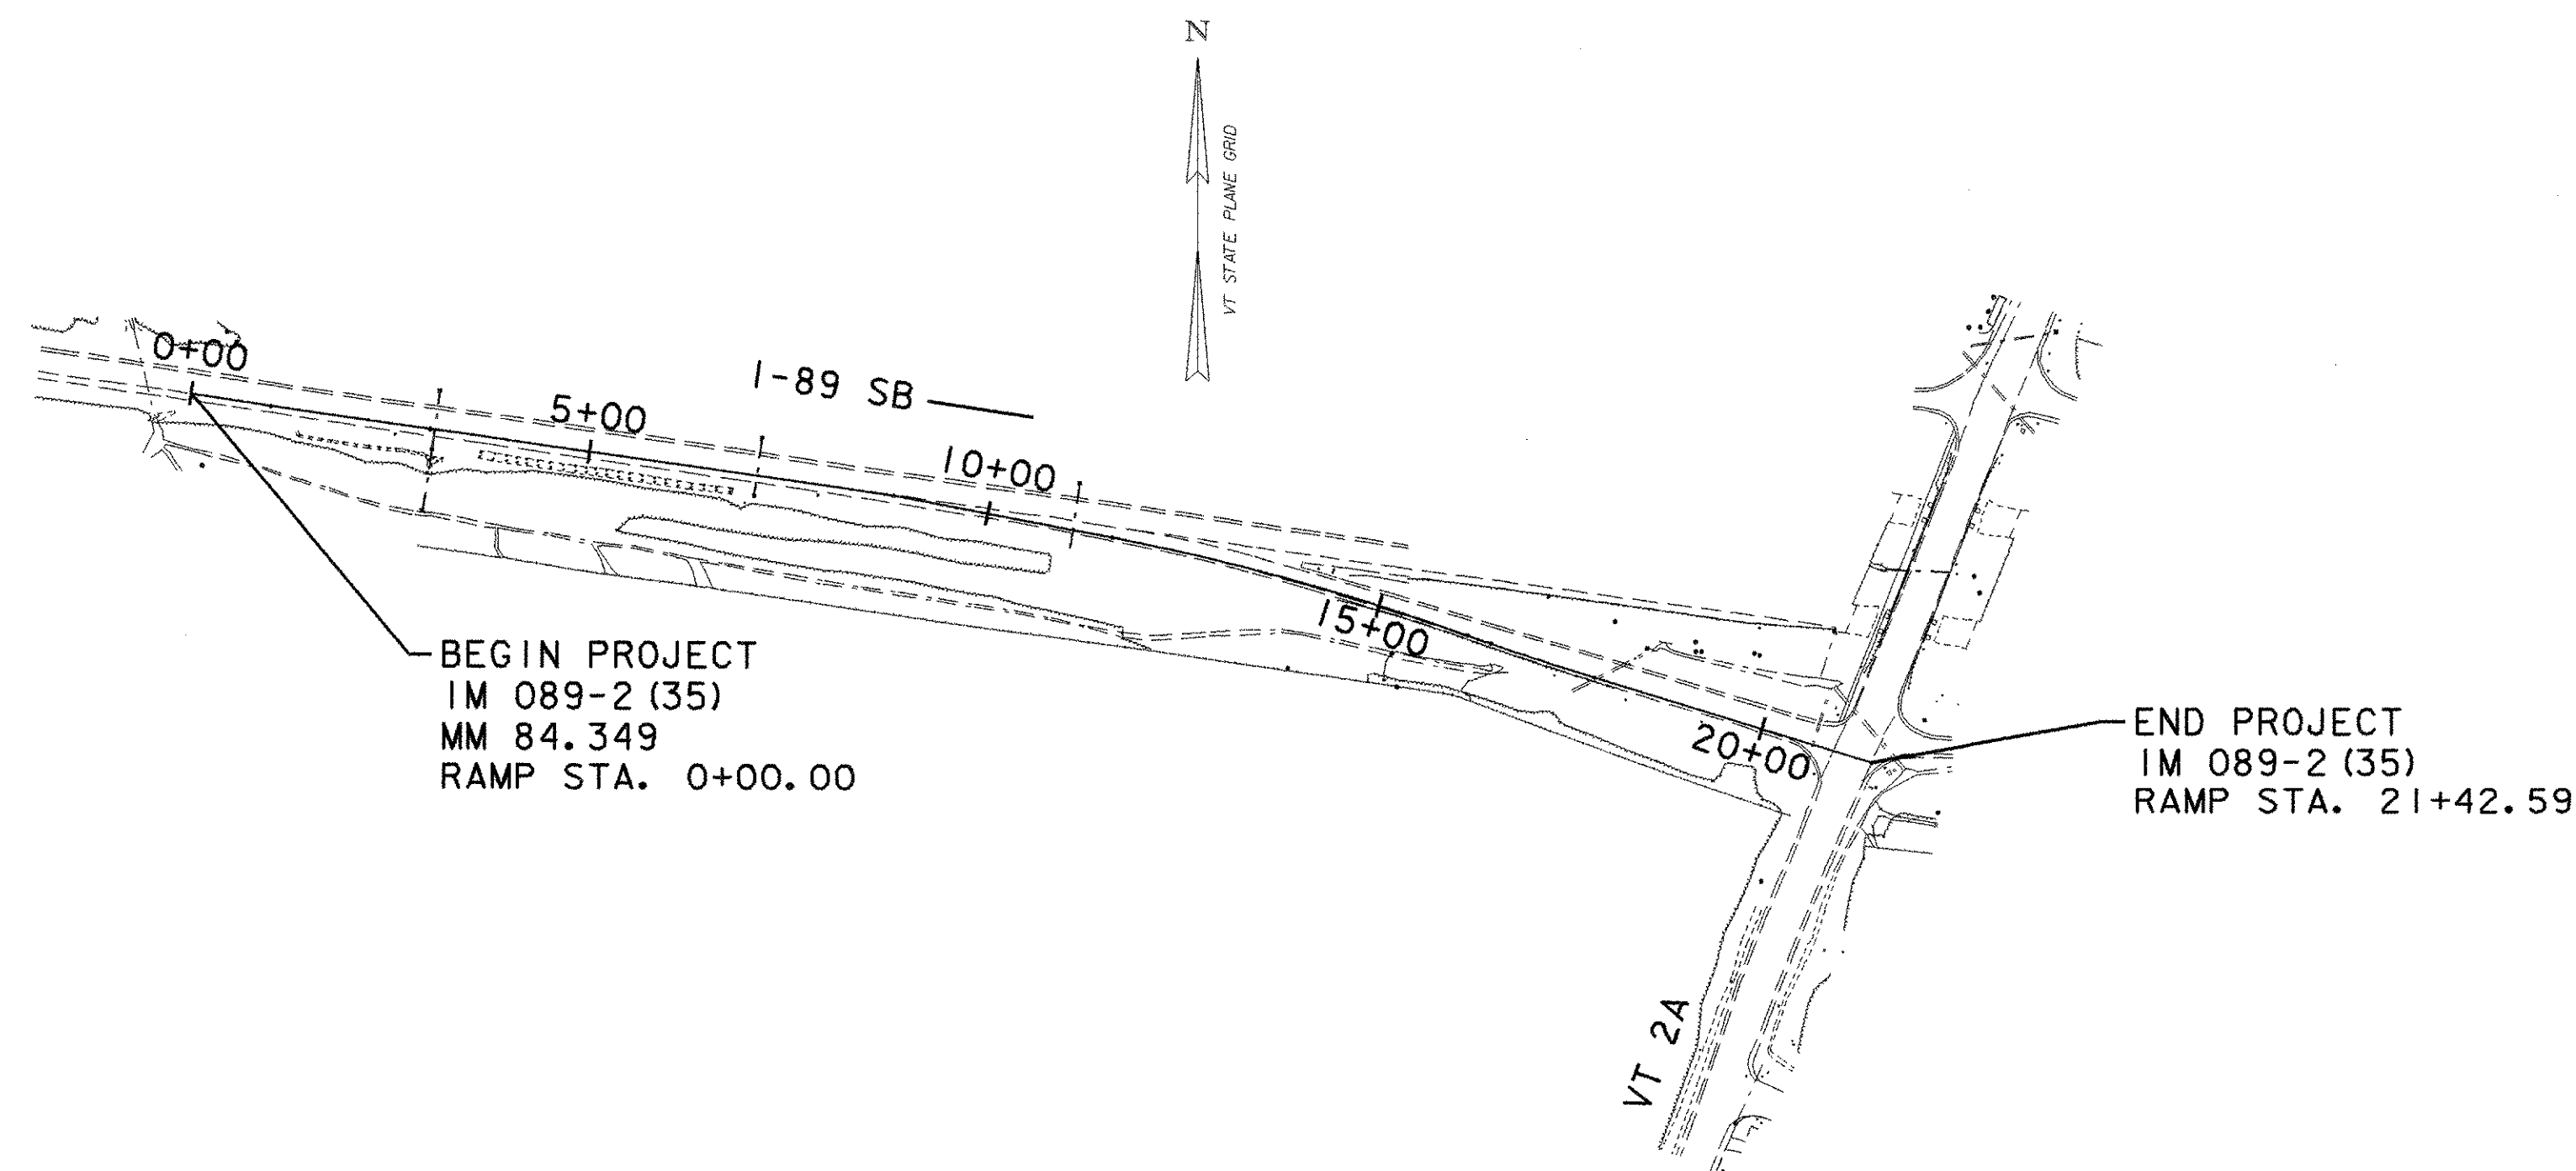 N
VT STATE PLANE GRID
0+00
I-89 SB
5+00
10+00
15+00
20+00
BEGIN PROJECT
IM 089-2 (35)
MM 84.349
RAMP STA. 0+00.00
END PROJECT
IM 089-2 (35)
RAMP STA. 21+42.59
VT 2A